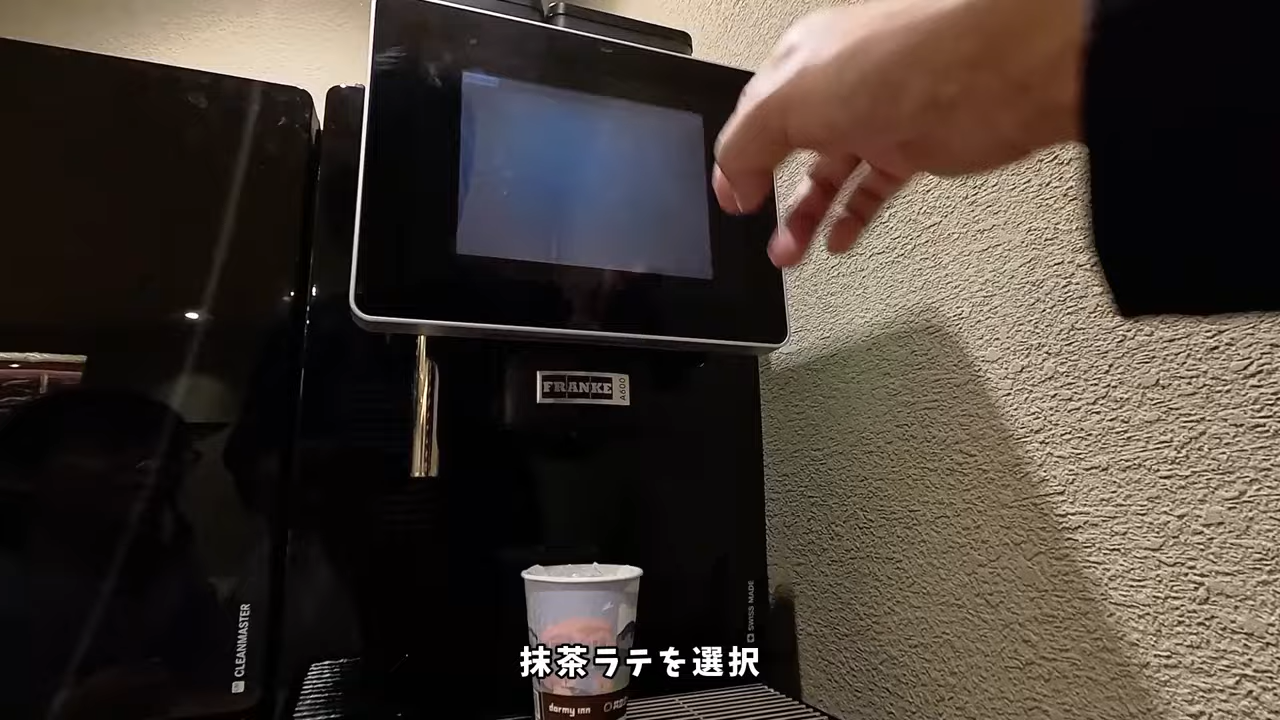 FRANKE
A600
CLEANMASTER
SWISS MADE
抹茶ラテを選択
dormy inn